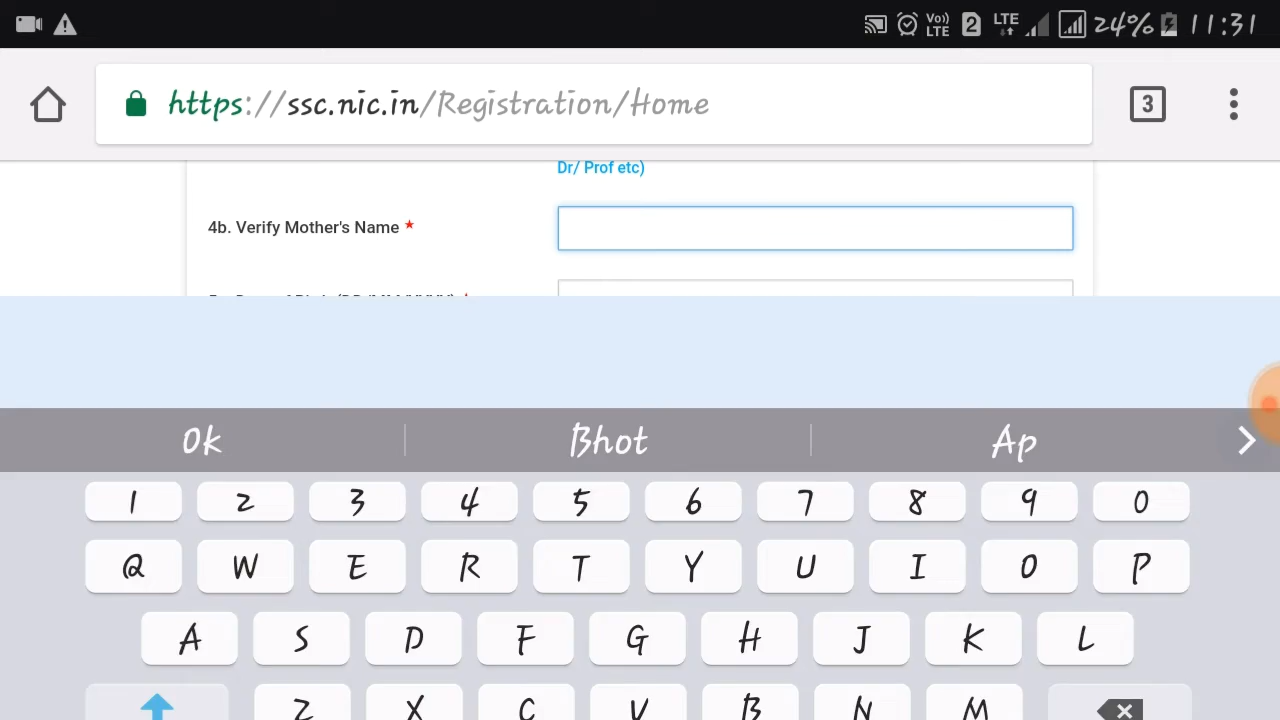 Vo)) LTE 2 LTE 24% 11:31
https://ssc.nic.in/Registration/Home 3
Dr/ Prof etc)
4b. Verify Mother's Name *
Ok Bhot Ap
1 2 3 4 5 6 7 8 9 0
Q W E R T Y U I O P
A S D F G H J K L
Z X C V B N M